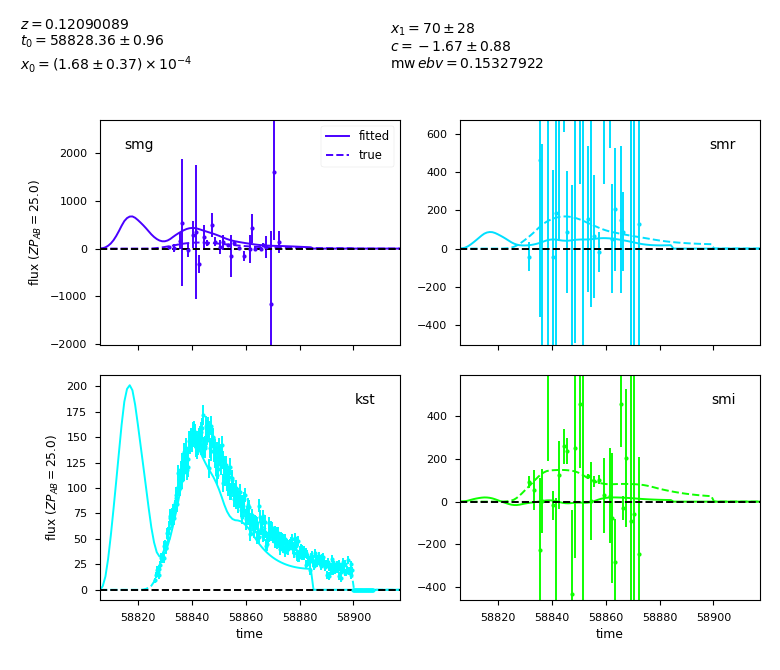 z = 0.12090089
t₀ = 58828.36 ± 0.96
x₀ = (1.68 ± 0.37) × 10⁻⁴
x₁ = 70 ± 28
c = −1.67 ± 0.88
mw ebv = 0.15327922
smg
fitted
true
2000
1000
0
−1000
−2000
flux (ZP_AB = 25.0)
smr
600
400
200
0
−200
−400
kst
200
175
150
125
100
75
50
25
0
flux (ZP_AB = 25.0)
58820 58840 58860 58880 58900
time
smi
400
200
0
−200
−400
58820 58840 58860 58880 58900
time